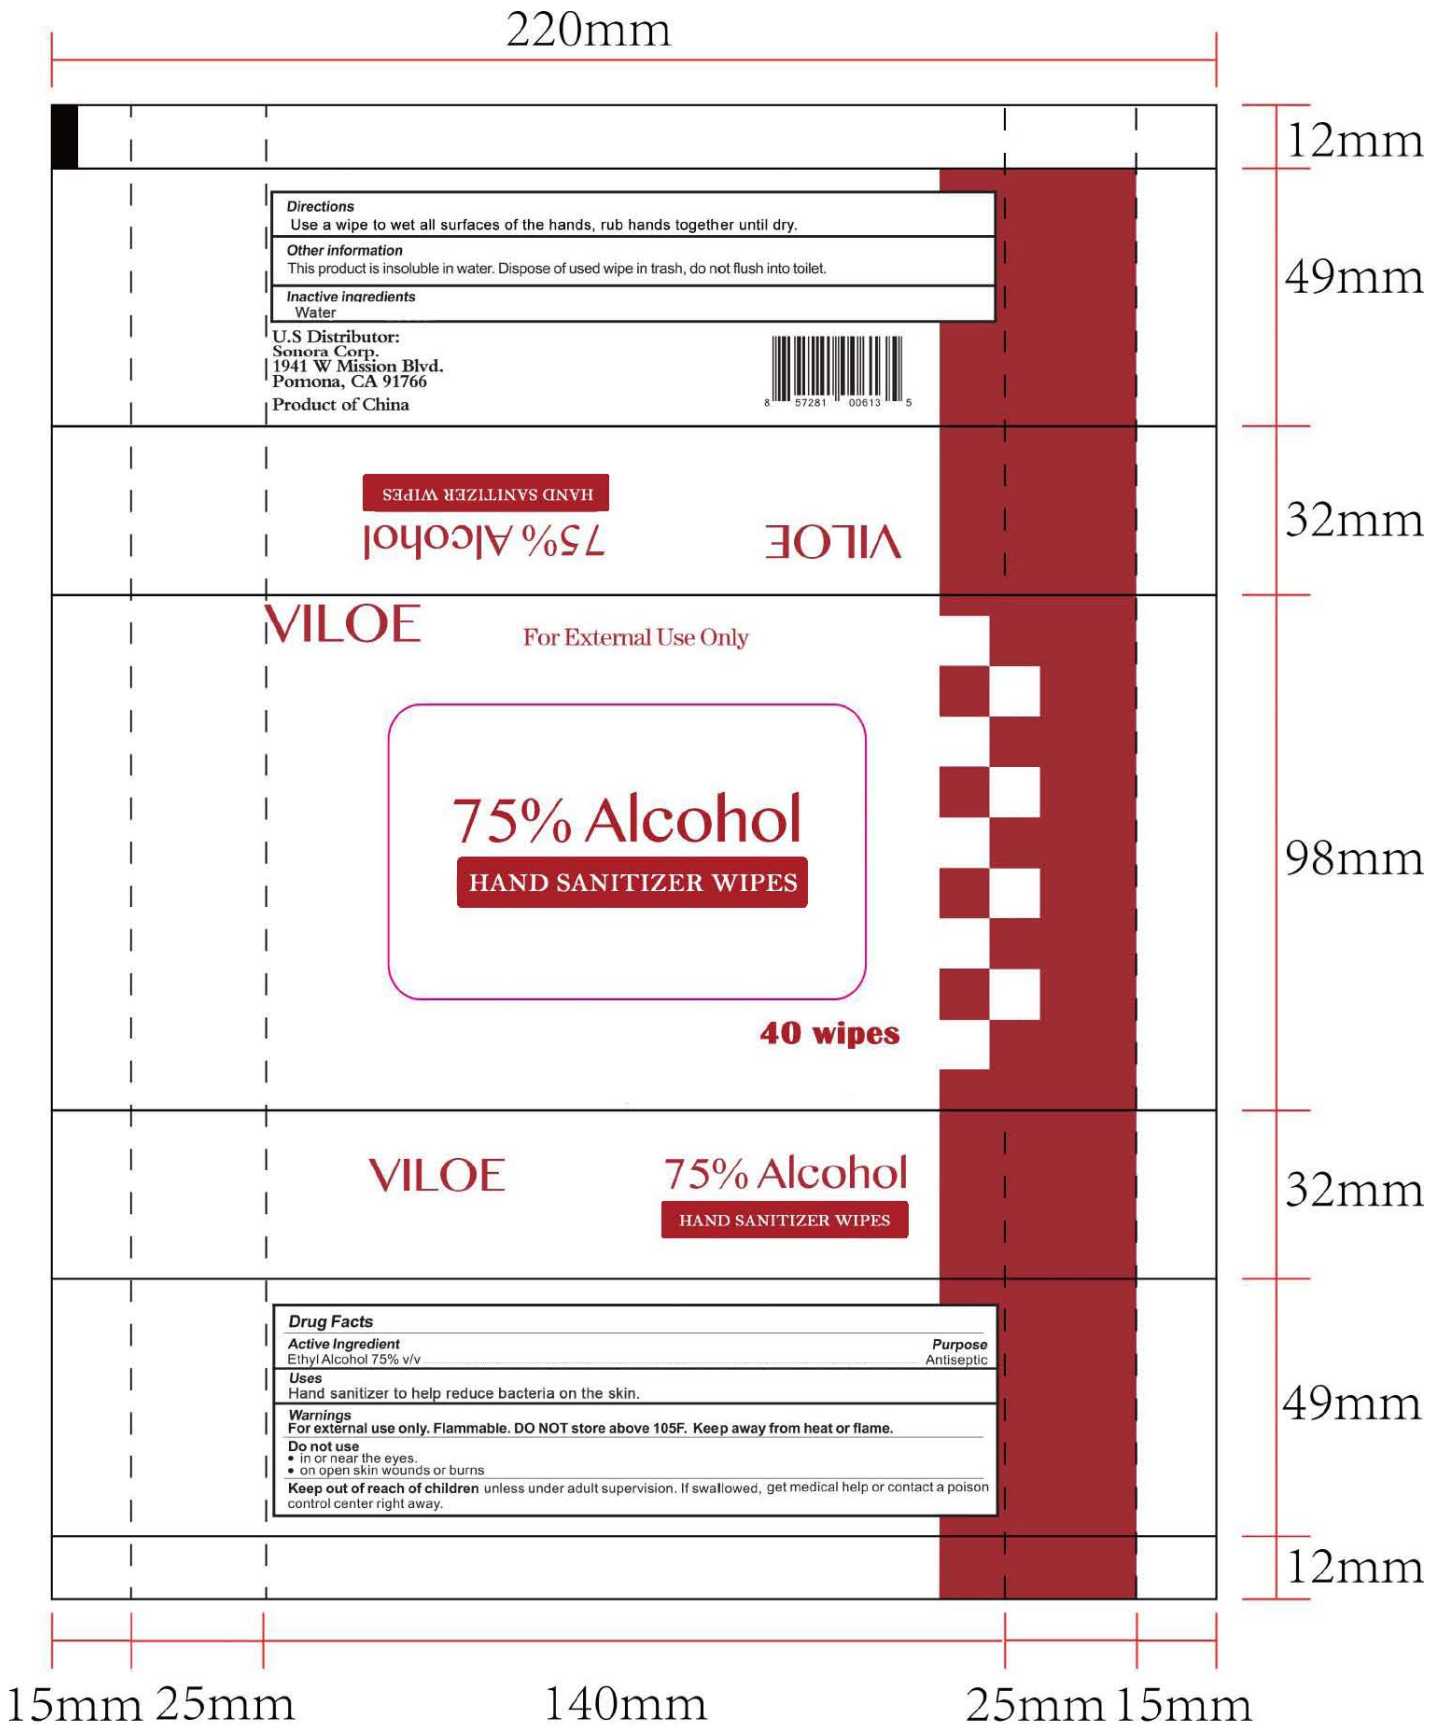 220mm
12mm
Directions
Use a wipe to wet all surfaces of the hands, rub hands together until dry.
Other information
This product is insoluble in water. Dispose of used wipe in trash, do not flush into toilet.
Inactive ingredients
Water
49mm
U.S Distributor:
Sonora Corp.
1941 W Mission Blvd.
Pomona, CA 91766
Product of China
8 57281 00613 5
HAND SANITIZER WIPES
75% Alcohol
VILOE
32mm
VILOE
For External Use Only
75% Alcohol
HAND SANITIZER WIPES
98mm
40 wipes
VILOE
75% Alcohol
HAND SANITIZER WIPES
32mm
Drug Facts
Active Ingredient Purpose
Ethyl Alcohol 75% v/v Antiseptic
Uses
Hand sanitizer to help reduce bacteria on the skin.
Warnings
For external use only. Flammable. DO NOT store above 105F. Keep away from heat or flame.
Do not use
• in or near the eyes.
• on open skin wounds or burns
Keep out of reach of children unless under adult supervision. If swallowed, get medical help or contact a poison
control center right away.
49mm
12mm
15mm 25mm 140mm 25mm 15mm